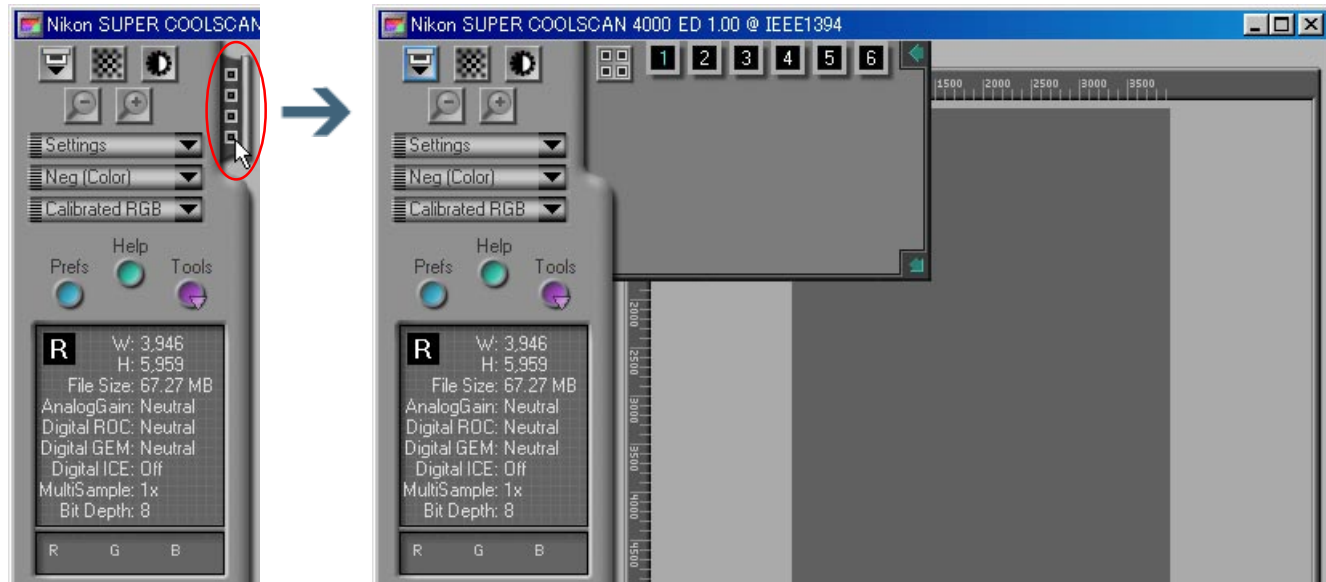 Nikon SUPER COOLSCAN
Settings
Neg (Color)
Calibrated RGB
Help
Prefs Tools
R
W: 3,946
H: 5,959
File Size: 67.27 MB
AnalogGain: Neutral
Digital ROC: Neutral
Digital GEM: Neutral
Digital ICE: Off
MultiSample: 1x
Bit Depth: 8
R G B
Nikon SUPER COOLSCAN 4000 ED 1.00 @ IEEE1394
1 2 3 4 5 6
1500 2000 2500 3000 3500
Settings
Neg (Color)
Calibrated RGB
Help
Prefs Tools
R
W: 3,946
H: 5,959
File Size: 67.27 MB
AnalogGain: Neutral
Digital ROC: Neutral
Digital GEM: Neutral
Digital ICE: Off
MultiSample: 1x
Bit Depth: 8
R G B
2000
2500
3000
3500
4000
4500